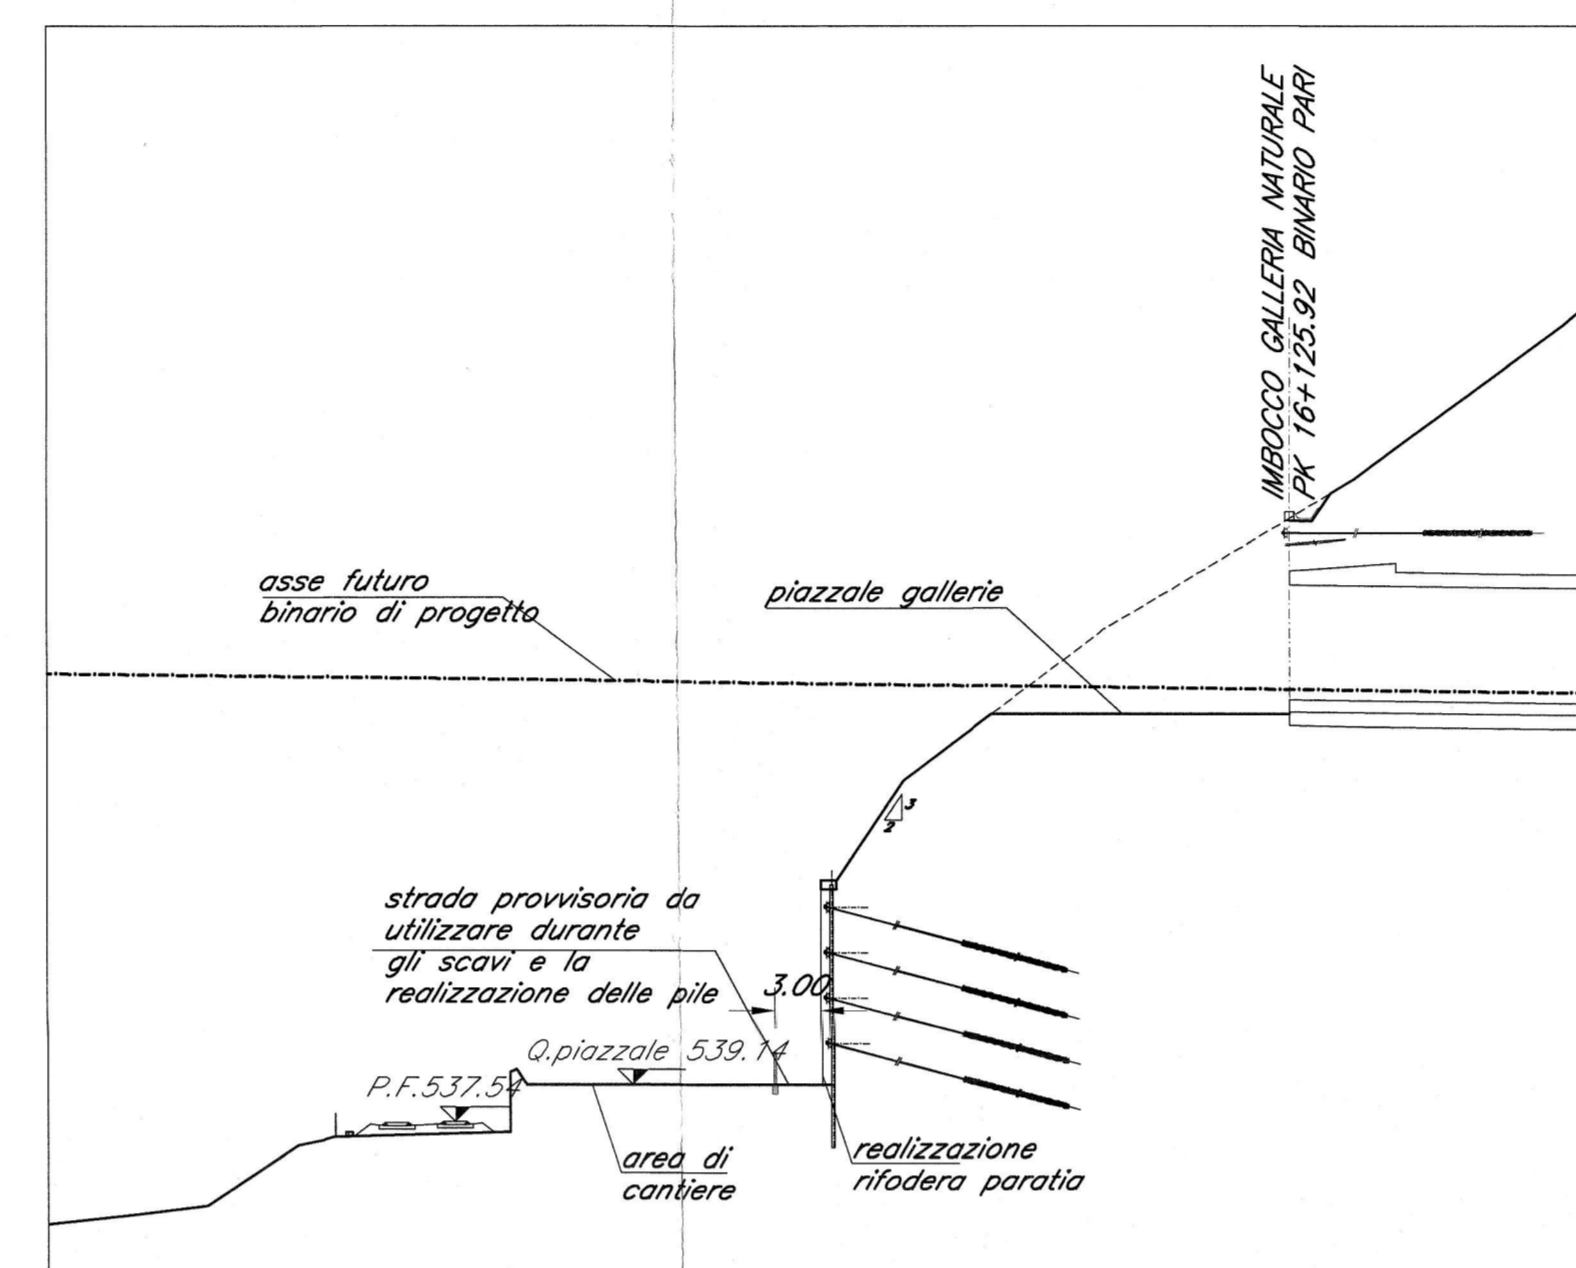 IMBOCCO GALLERIA NATURALE
PK 16+125.92 BINARIO PARI
asse futuro
binario di progetto
piazzale gallerie
3
2
strada provvisoria da
utilizzare durante
gli scavi e la
realizzazione delle pile
3.00
Q.piazzale 539.14
P.F.537.54
area di
cantiere
realizzazione
rifodera paratia